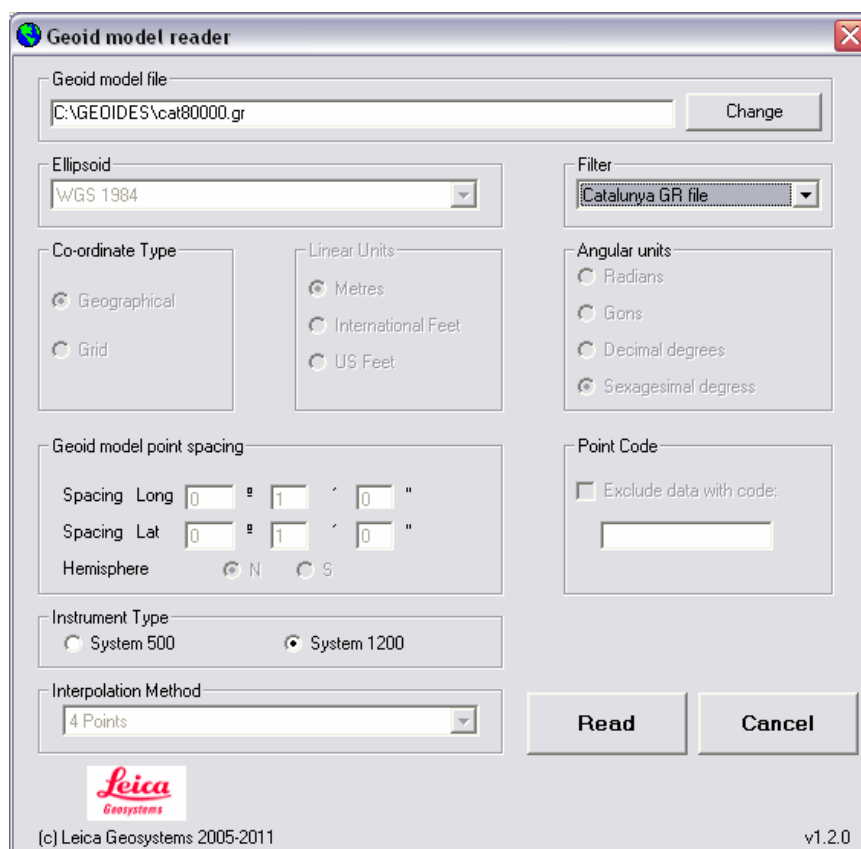 Geoid model reader
Geoid model file
C:\GEOIDES\cat80000.gr
Change
Ellipsoid
WGS 1984
Filter
Catalunya GR file
Co-ordinate Type
Geographical
Grid
Linear Units
Metres
International Feet
US Feet
Angular units
Radians
Gons
Decimal degrees
Sexagesimal degress
Geoid model point spacing
Spacing Long 0 º 1 ´ 0 "
Spacing Lat 0 º 1 ´ 0 "
Hemisphere N S
Point Code
Exclude data with code:
Instrument Type
System 500 System 1200
Interpolation Method
4 Points
Read
Cancel
Leica
Geosystems
(c) Leica Geosystems 2005-2011
v1.2.0